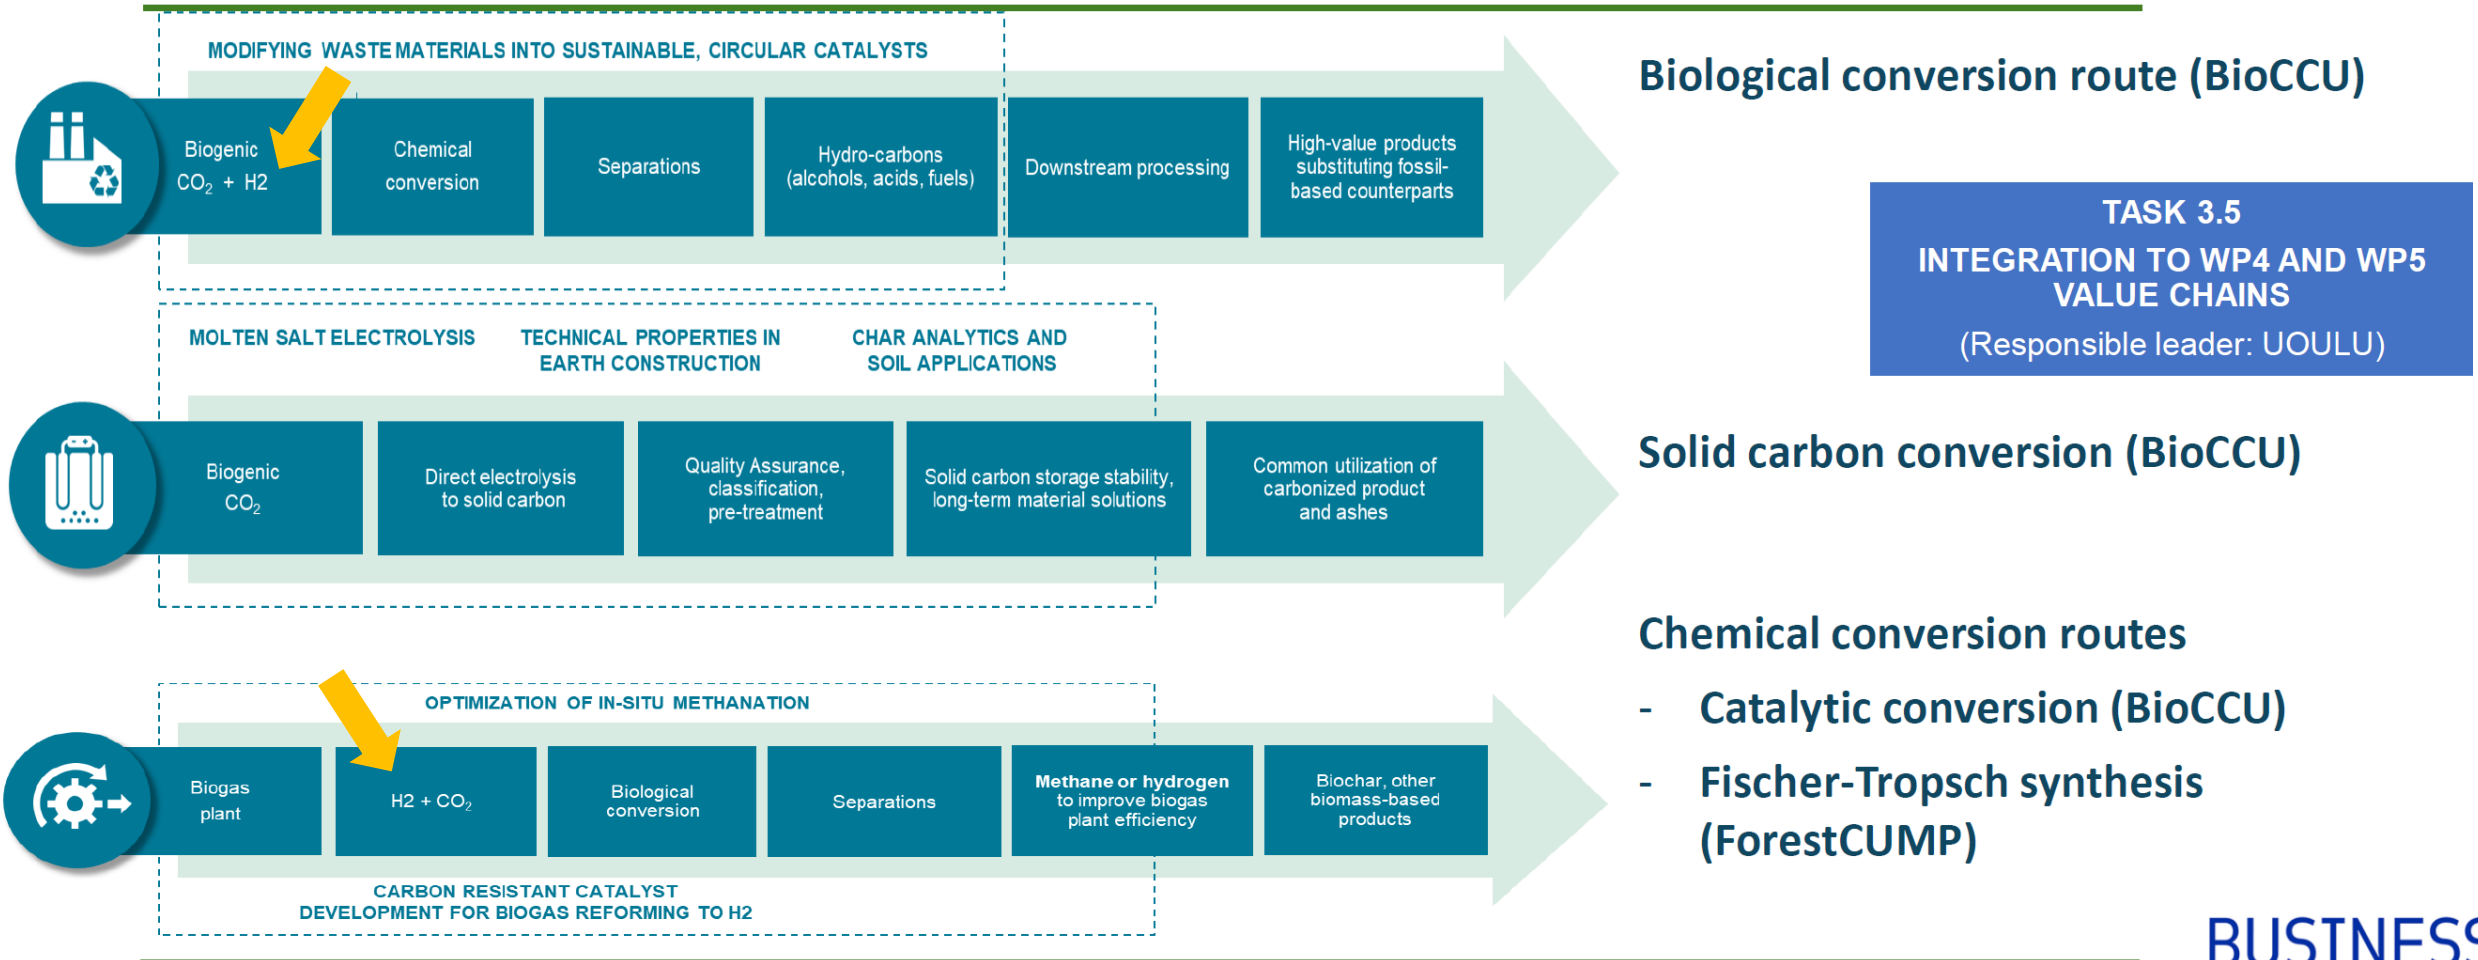 MODIFYING WASTE MATERIALS INTO SUSTAINABLE, CIRCULAR CATALYSTS
Biogenic
CO₂ + H2
Chemical
conversion
Separations
Hydro-carbons
(alcohols, acids, fuels)
Downstream processing
High-value products
substituting fossil-
based counterparts
Biological conversion route (BioCCU)
TASK 3.5
INTEGRATION TO WP4 AND WP5
VALUE CHAINS
(Responsible leader: UOULU)
MOLTEN SALT ELECTROLYSIS
TECHNICAL PROPERTIES IN
EARTH CONSTRUCTION
CHAR ANALYTICS AND
SOIL APPLICATIONS
Biogenic
CO₂
Direct electrolysis
to solid carbon
Quality Assurance,
classification,
pre-treatment
Solid carbon storage stability,
long-term material solutions
Common utilization of
carbonized product
and ashes
Solid carbon conversion (BioCCU)
OPTIMIZATION OF IN-SITU METHANATION
Biogas
plant
H2 + CO₂
Biological
conversion
Separations
Methane or hydrogen
to improve biogas
plant efficiency
Biochar, other
biomass-based
products
CARBON RESISTANT CATALYST
DEVELOPMENT FOR BIOGAS REFORMING TO H2
Chemical conversion routes
- Catalytic conversion (BioCCU)
- Fischer-Tropsch synthesis
(ForestCUMP)
BUSINESS